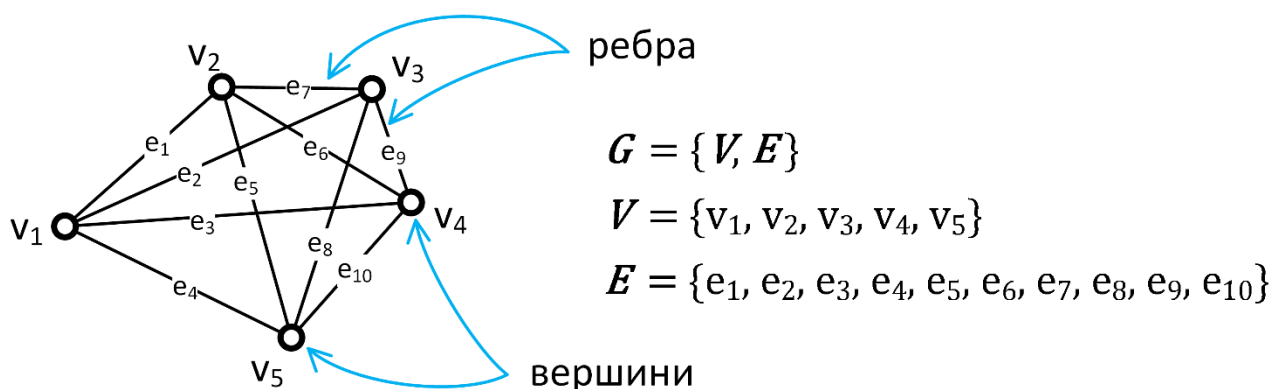 ребра
v₂
v₃
e₇
e₁
e₆
e₉
e₂
e₅
v₁
e₃
v₄
e₈
e₁₀
e₄
v₅
вершини
G = {V, E}
V = {v₁, v₂, v₃, v₄, v₅}
E = {e₁, e₂, e₃, e₄, e₅, e₆, e₇, e₈, e₉, e₁₀}